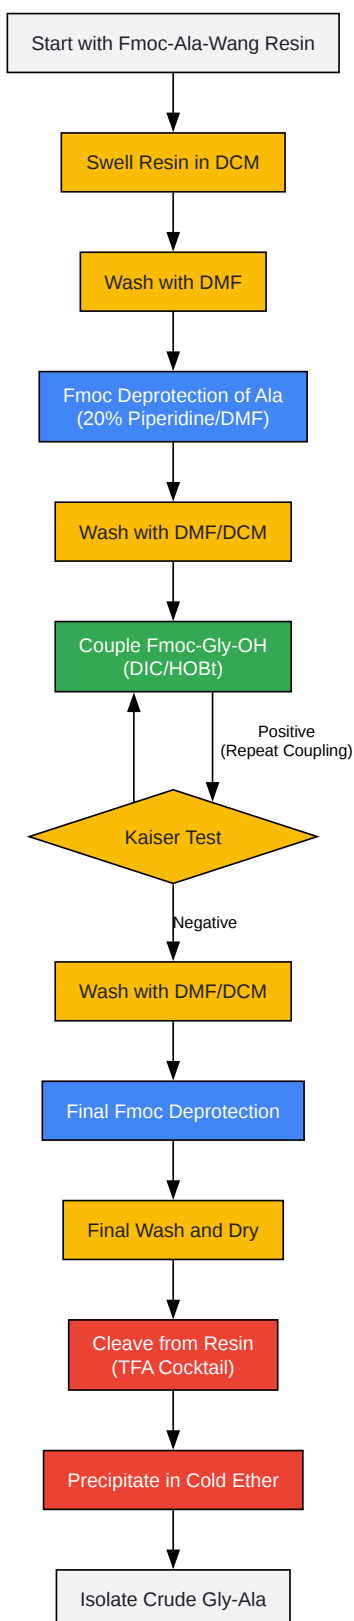 Start with Fmoc-Ala-Wang Resin
Swell Resin in DCM
Wash with DMF
Fmoc Deprotection of Ala
(20% Piperidine/DMF)
Wash with DMF/DCM
Couple Fmoc-Gly-OH
(DIC/HOBt)
Positive
(Repeat Coupling)
Kaiser Test
Negative
Wash with DMF/DCM
Final Fmoc Deprotection
Final Wash and Dry
Cleave from Resin
(TFA Cocktail)
Precipitate in Cold Ether
Isolate Crude Gly-Ala